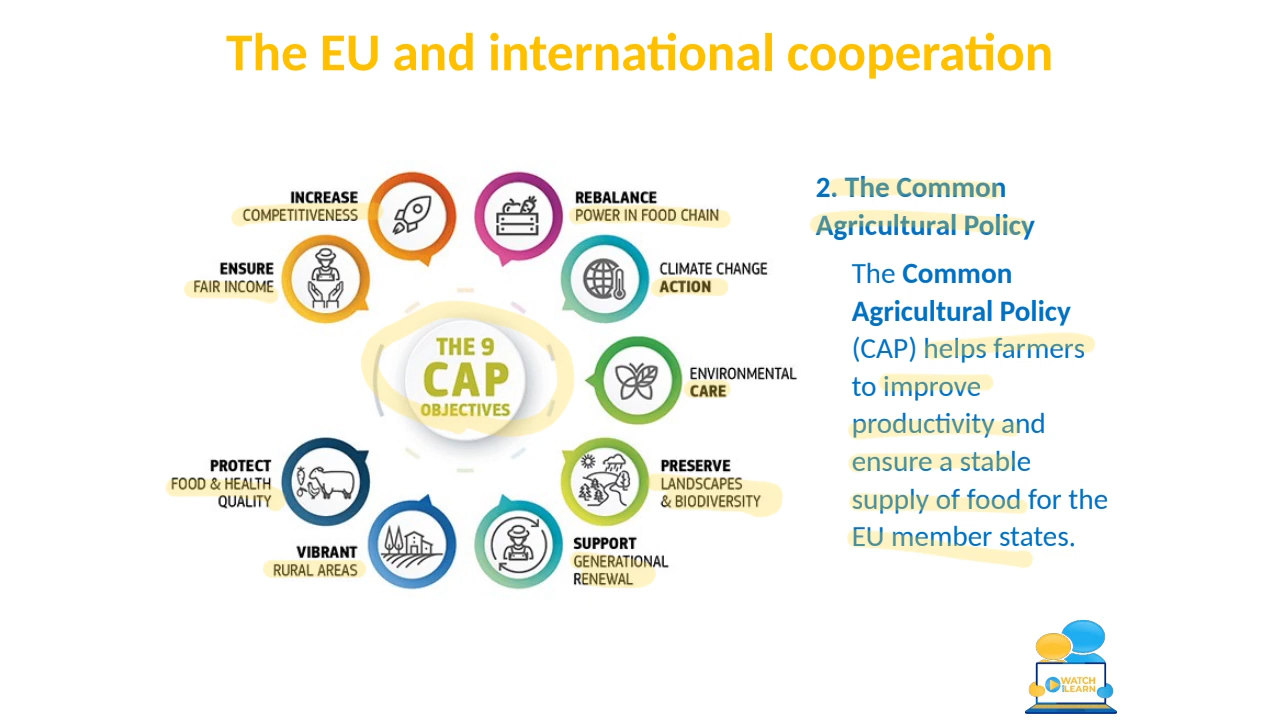 The EU and international cooperation
INCREASE
COMPETITIVENESS
REBALANCE
POWER IN FOOD CHAIN
ENSURE
FAIR INCOME
CLIMATE CHANGE
ACTION
THE 9
CAP
OBJECTIVES
ENVIRONMENTAL
CARE
PROTECT
FOOD & HEALTH
QUALITY
PRESERVE
LANDSCAPES
& BIODIVERSITY
VIBRANT
RURAL AREAS
SUPPORT
GENERATIONAL
RENEWAL
2. The Common
Agricultural Policy
The Common
Agricultural Policy
(CAP) helps farmers
to improve
productivity and
ensure a stable
supply of food for the
EU member states.
WATCH
LEARN